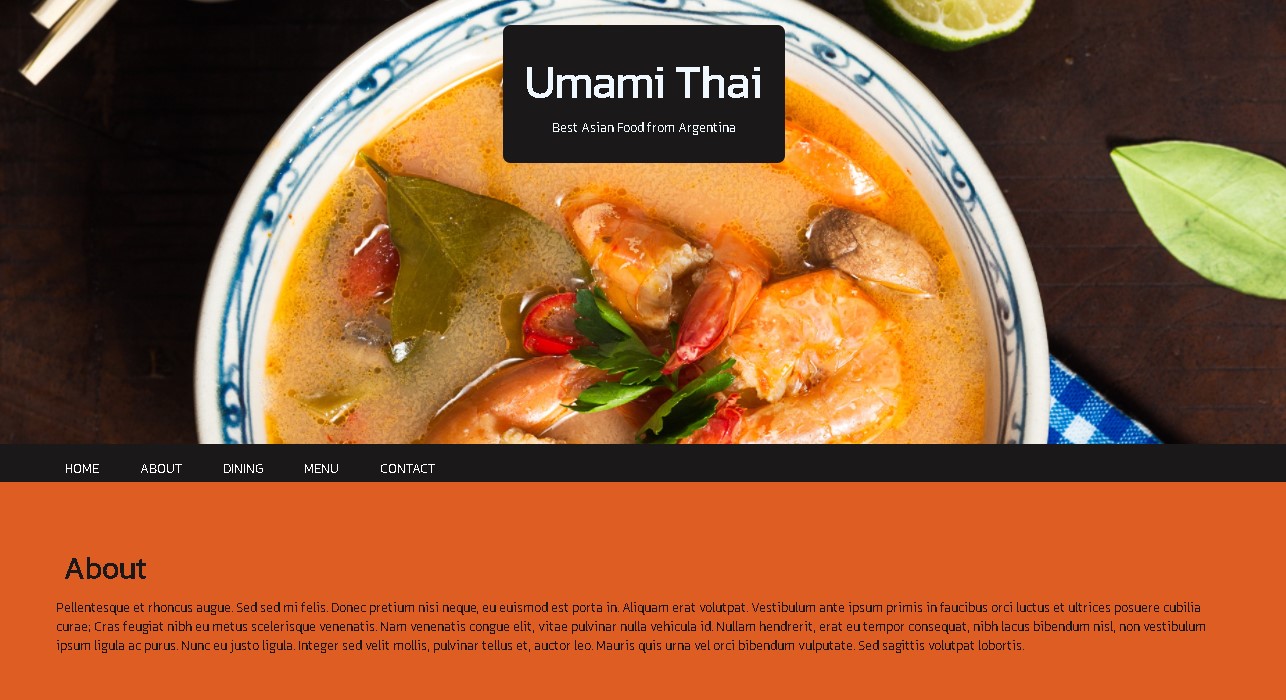 Umami Thai
Best Asian Food from Argentina
HOME ABOUT DINING MENU CONTACT
About
Pellentesque et rhoncus augue. Sed sed mi felis. Donec pretium nisi neque, eu euismod est porta in. Aliquam erat volutpat. Vestibulum ante ipsum primis in faucibus orci luctus et ultrices posuere cubilia
curae; Cras feugiat nibh eu metus scelerisque venenatis. Nam venenatis congue elit, vitae pulvinar nulla vehicula id. Nullam hendrerit, erat eu tempor consequat, nibh lacus bibendum nisl, non vestibulum
ipsum ligula ac purus. Nunc eu justo ligula. Integer sed velit mollis, pulvinar tellus et, auctor leo. Mauris quis urna vel orci bibendum vulputate. Sed sagittis volutpat lobortis.